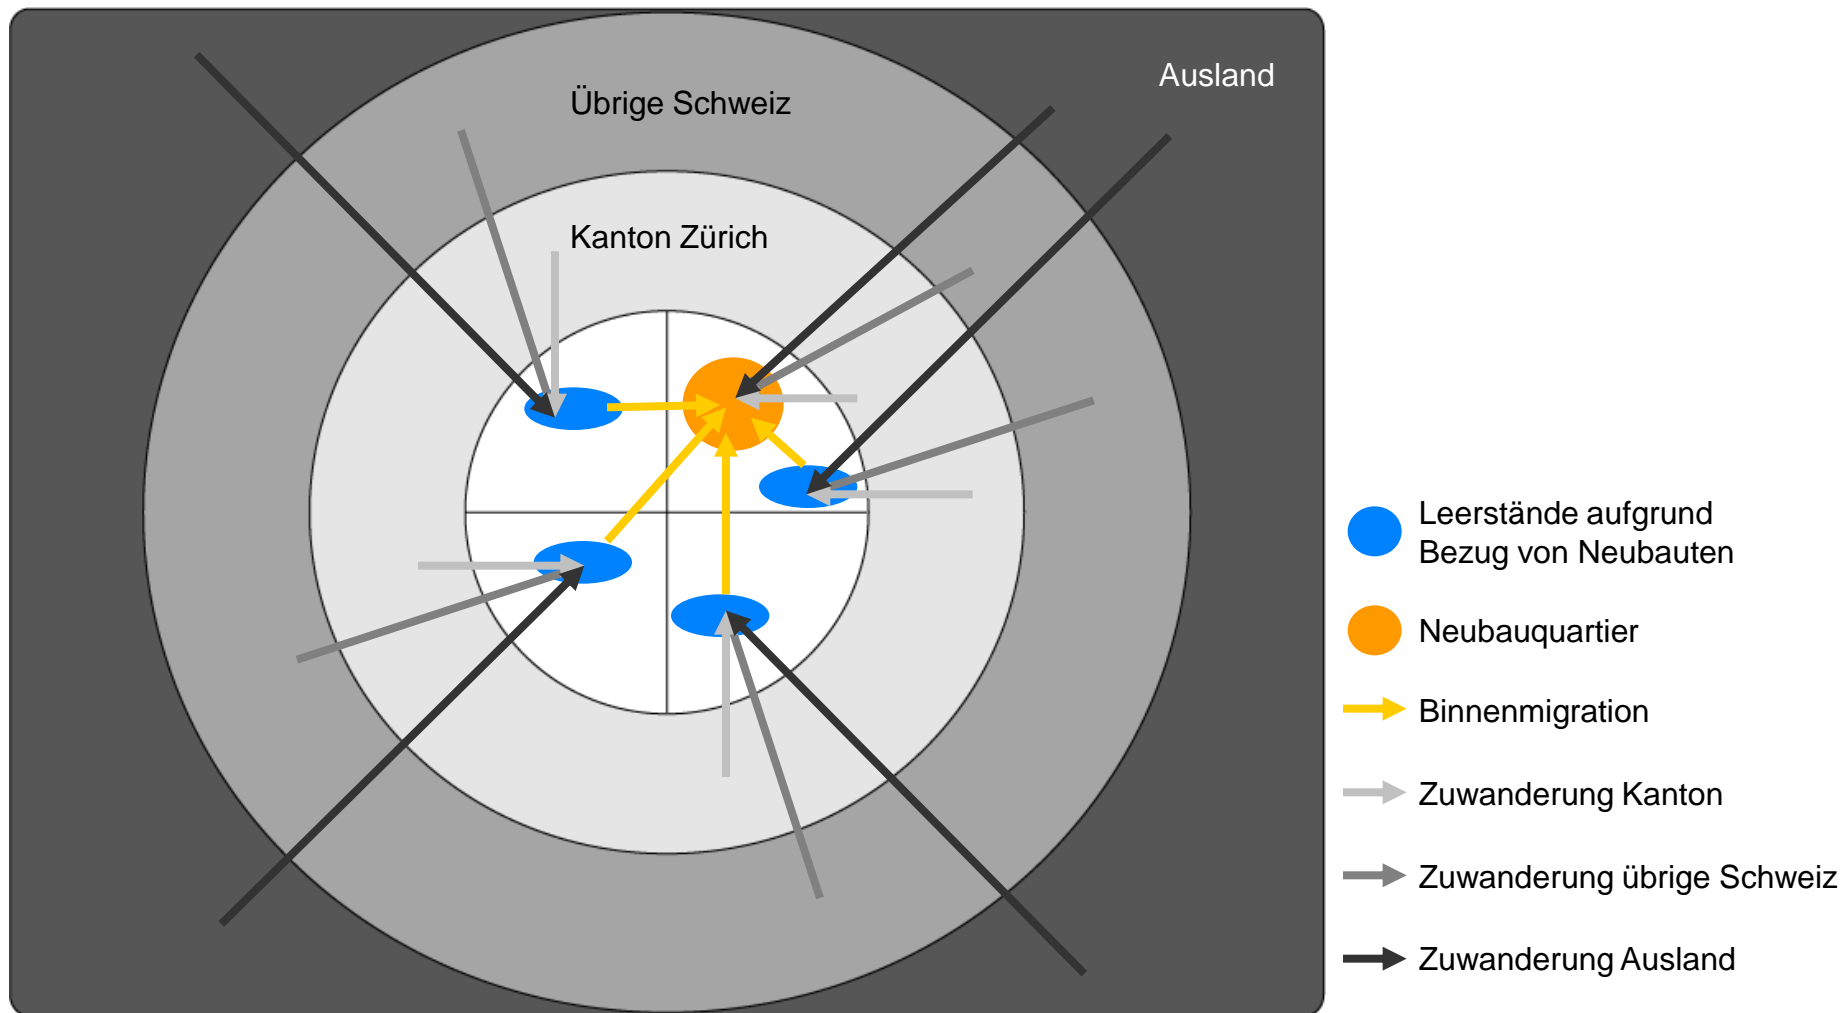 Ausland
Übrige Schweiz
Kanton Zürich
Leerstände aufgrund
Bezug von Neubauten
Neubauquartier
Binnenmigration
Zuwanderung Kanton
Zuwanderung übrige Schweiz
Zuwanderung Ausland